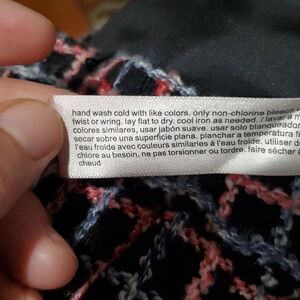 hand wash cold with like colors. only non-chlorine bleach
twist or wring. lay flat to dry. cool iron as needed. / lavar a m
colores similares, usar jabón suave. usar solo blanqueador
secar sobre una superficie plana. planchar a temperatura f
l'eau froide avec couleurs similaires à l'eau froide. utiliser d
chlore au besoin. ne pas torsionner ou tordre. faire sécher à
cheud